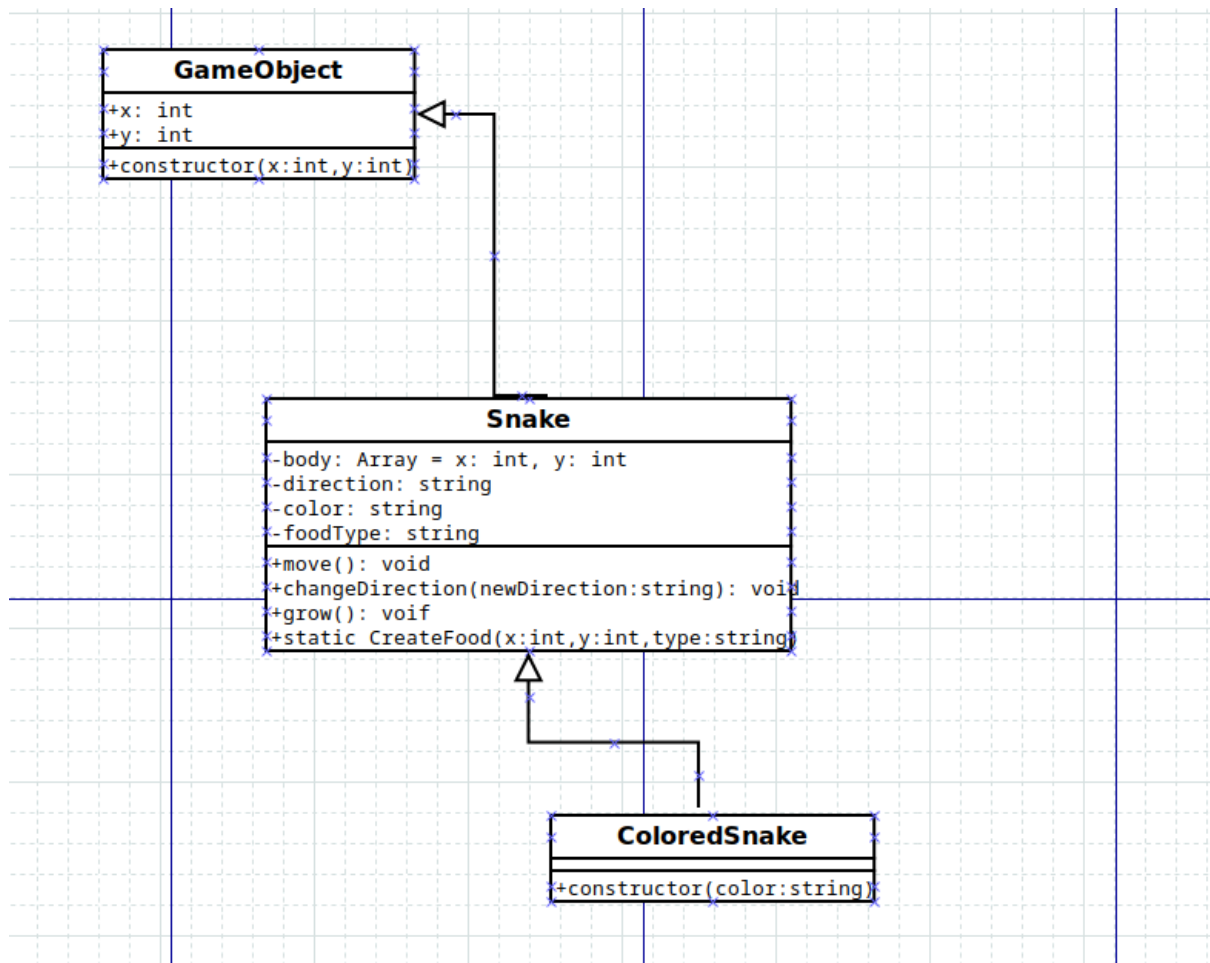 GameObject
+x: int
+y: int
+constructor(x:int,y:int)
Snake
-body: Array = x: int, y: int
-direction: string
-color: string
-foodType: string
+move(): void
+changeDirection(newDirection:string): void
+grow(): voif
+static CreateFood(x:int,y:int,type:string)
ColoredSnake
+constructor(color:string)